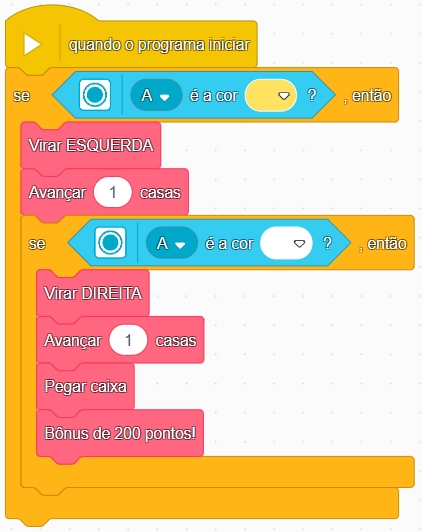 quando o programa iniciar
se A é a cor ? , então
Virar ESQUERDA
Avançar 1 casas
se A é a cor ? , então
Virar DIREITA
Avançar 1 casas
Pegar caixa
Bônus de 200 pontos!